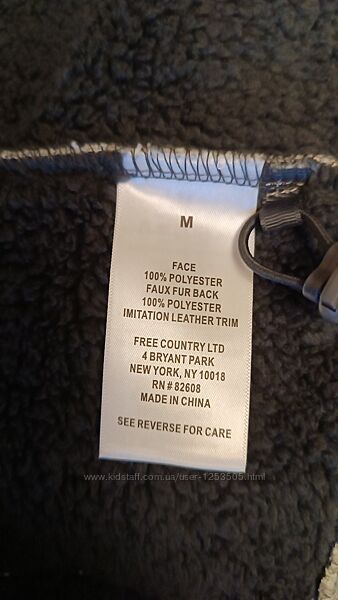 M
FACE
100% POLYESTER
FAUX FUR BACK
100% POLYESTER
IMITATION LEATHER TRIM
FREE COUNTRY LTD
4 BRYANT PARK
NEW YORK, NY 10018
RN # 82608
MADE IN CHINA
SEE REVERSE FOR CARE
www.kidstaff.com.ua/user-1253505.html